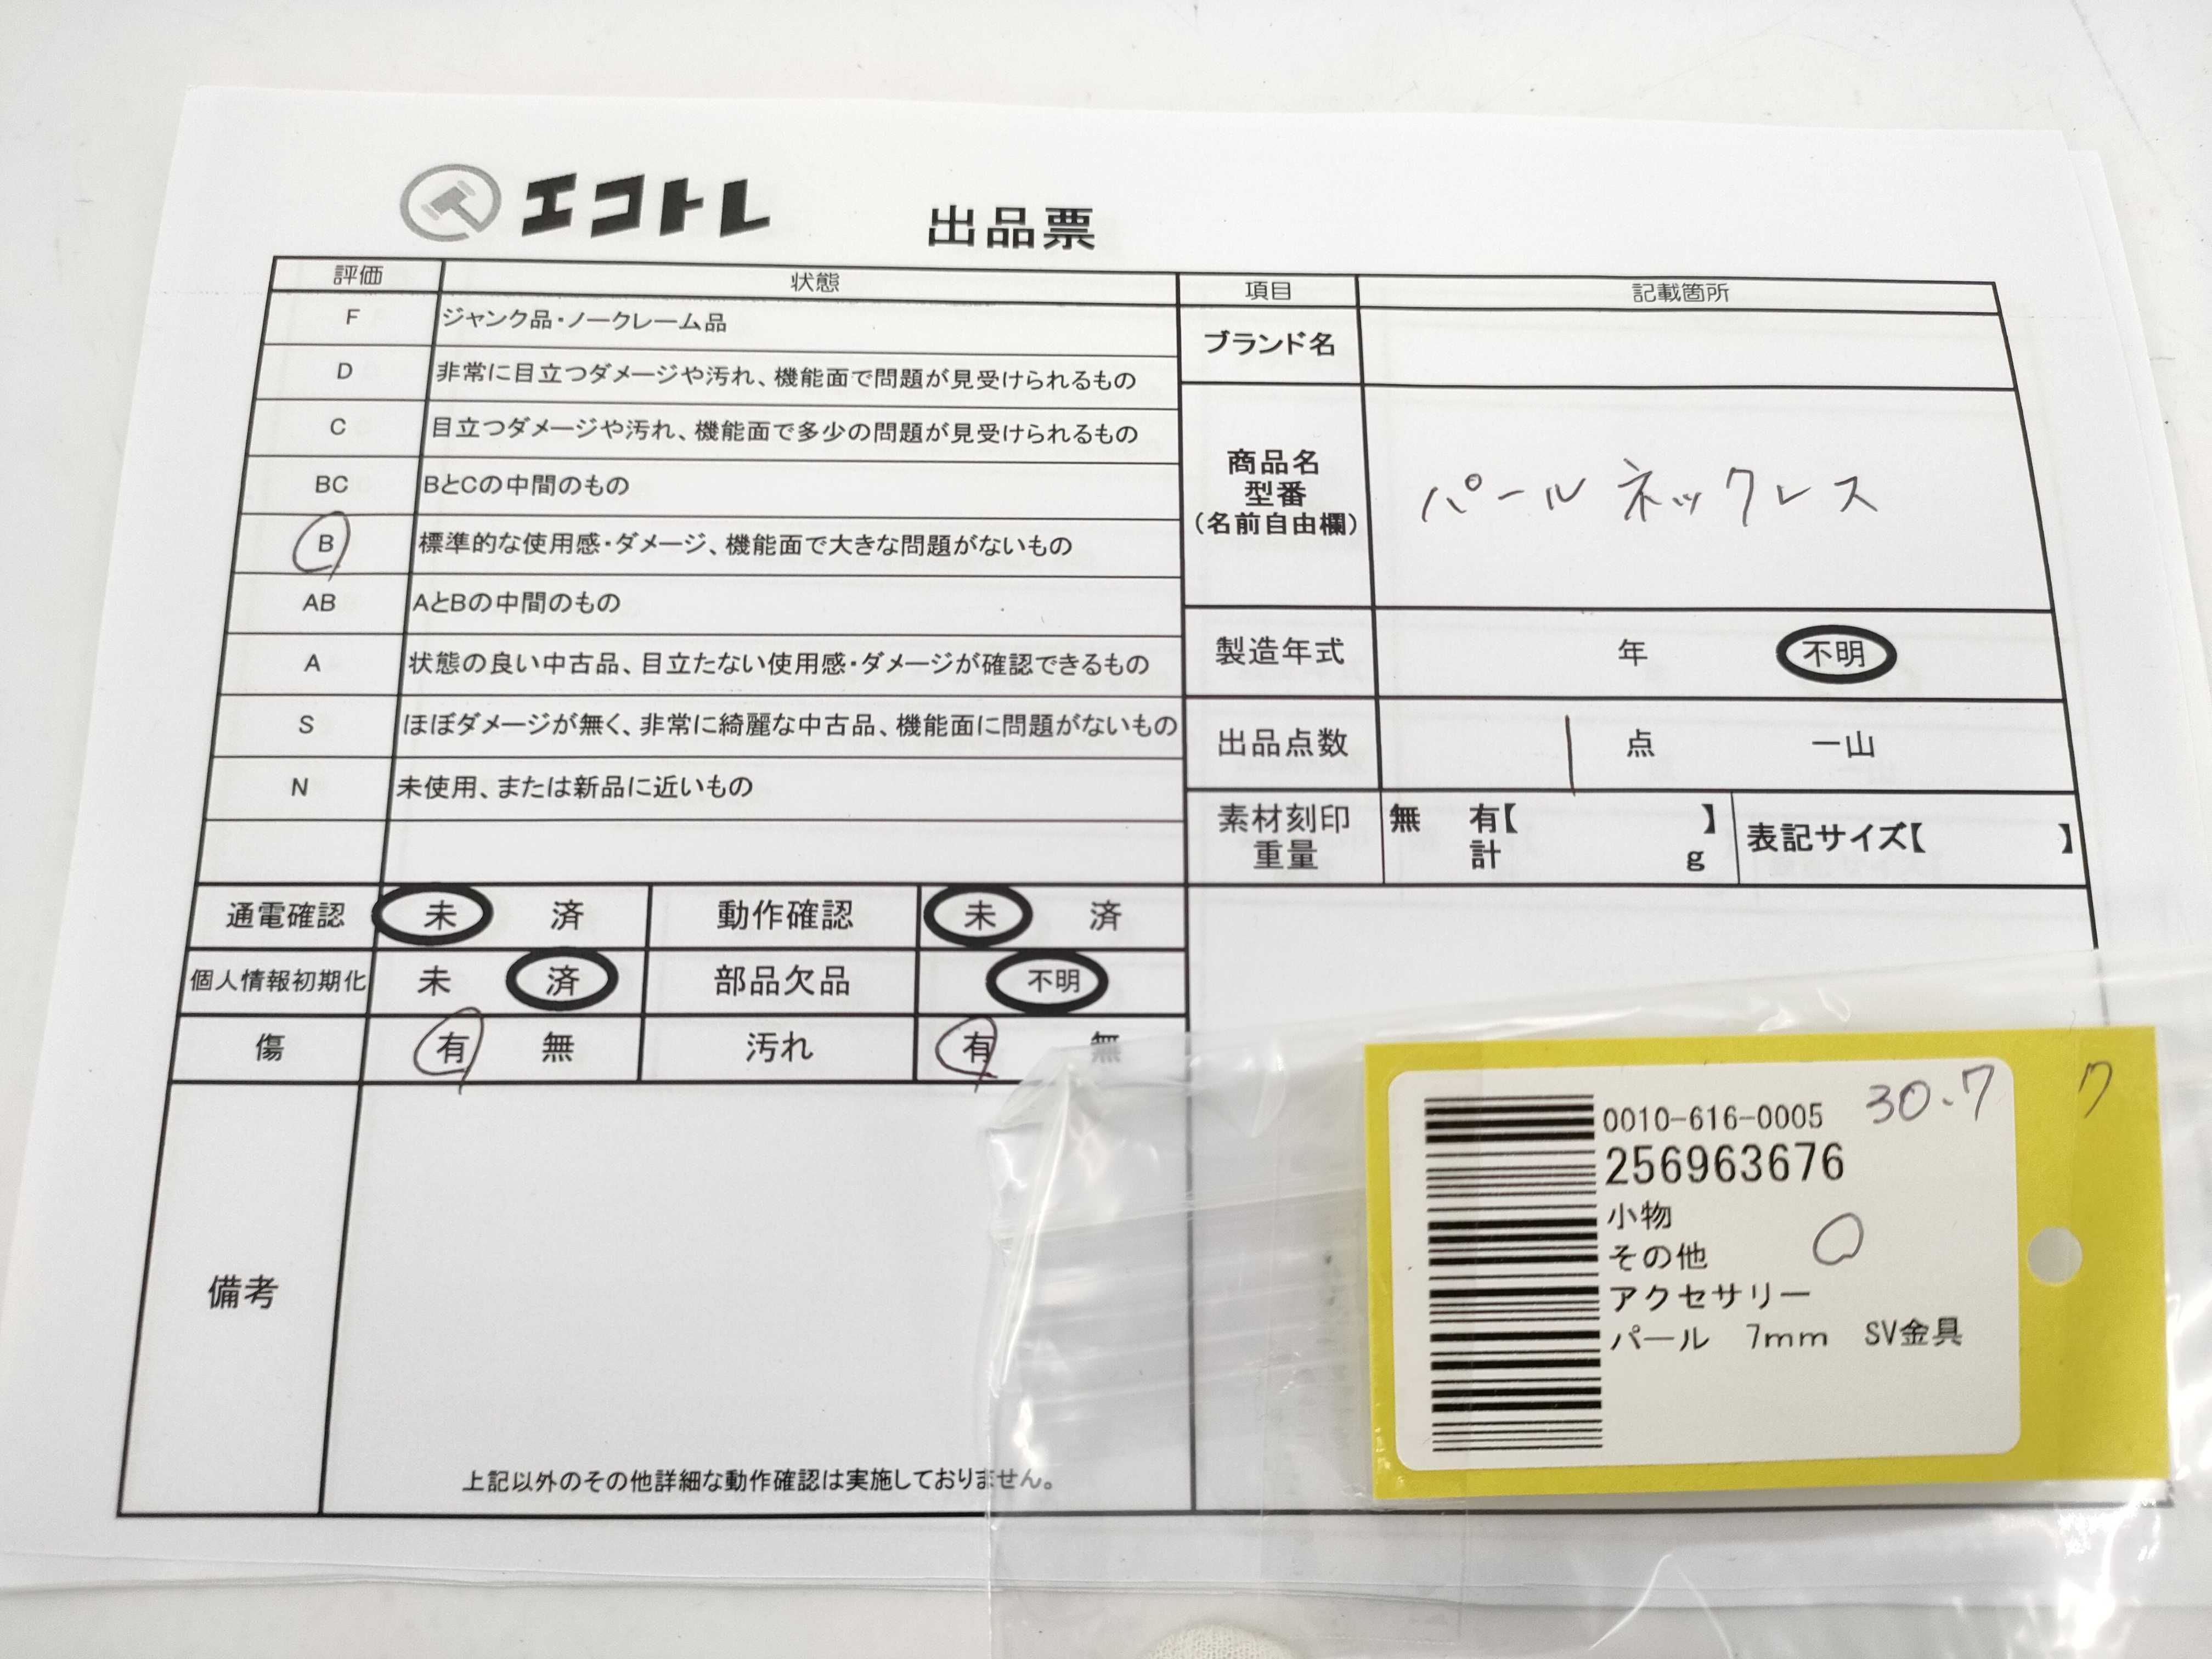 エコトレ 出品票
評価 状態 項目 記載箇所
F ジャンク品・ノークレーム品
D 非常に目立つダメージや汚れ、機能面で問題が見受けられるもの
C 目立つダメージや汚れ、機能面で多少の問題が見受けられるもの
BC BとCの中間のもの
B 標準的な使用感・ダメージ、機能面で大きな問題がないもの
AB AとBの中間のもの
A 状態の良い中古品、目立たない使用感・ダメージが確認できるもの
S ほぼダメージが無く、非常に綺麗な中古品、機能面に問題がないもの
N 未使用、または新品に近いもの
ブランド名
商品名
型番
(名前自由欄)
パールネックレス
製造年式 年 不明
出品点数 1 点 一山
素材刻印 無 有【 】
重量 計 g
表記サイズ【 】
通電確認 未 済 動作確認 未 済
個人情報初期化 未 済 部品欠品 不明
傷 有 無 汚れ 有 無
備考
上記以外のその他詳細な動作確認は実施しておりません。
0010-616-0005 30.7 ク
256963676
小物
その他
アクセサリー
パール 7mm SV金具